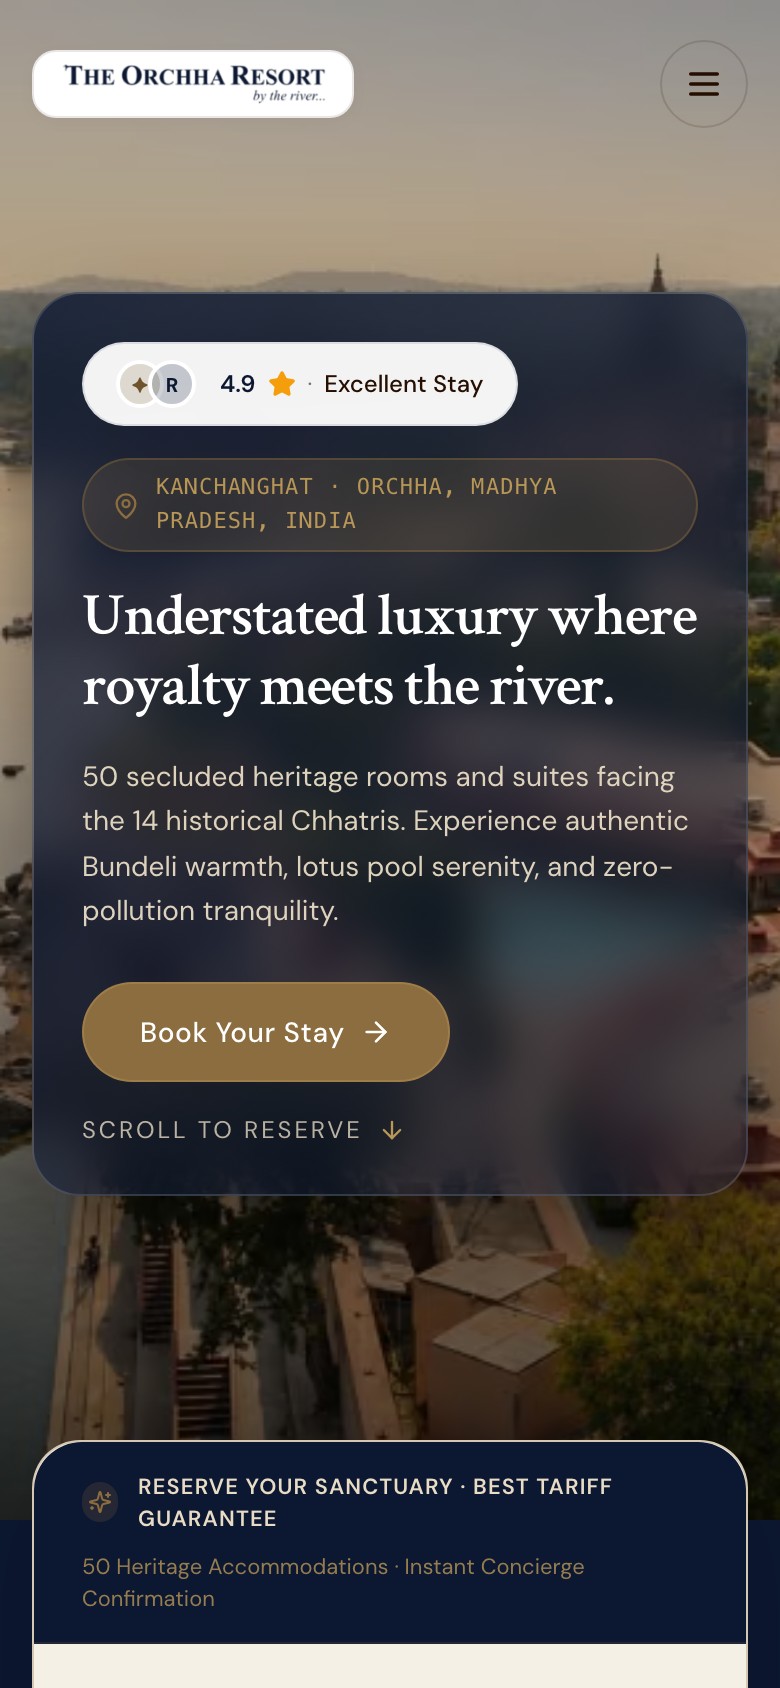 THE ORCHHA RESORT
by the river...
R
4.9 · Excellent Stay
KANCHANGHAT · ORCHHA, MADHYA
PRADESH, INDIA
Understated luxury where
royalty meets the river.
50 secluded heritage rooms and suites facing
the 14 historical Chhatris. Experience authentic
Bundeli warmth, lotus pool serenity, and zero-
pollution tranquility.
Book Your Stay
SCROLL TO RESERVE
RESERVE YOUR SANCTUARY · BEST TARIFF
GUARANTEE
50 Heritage Accommodations · Instant Concierge
Confirmation